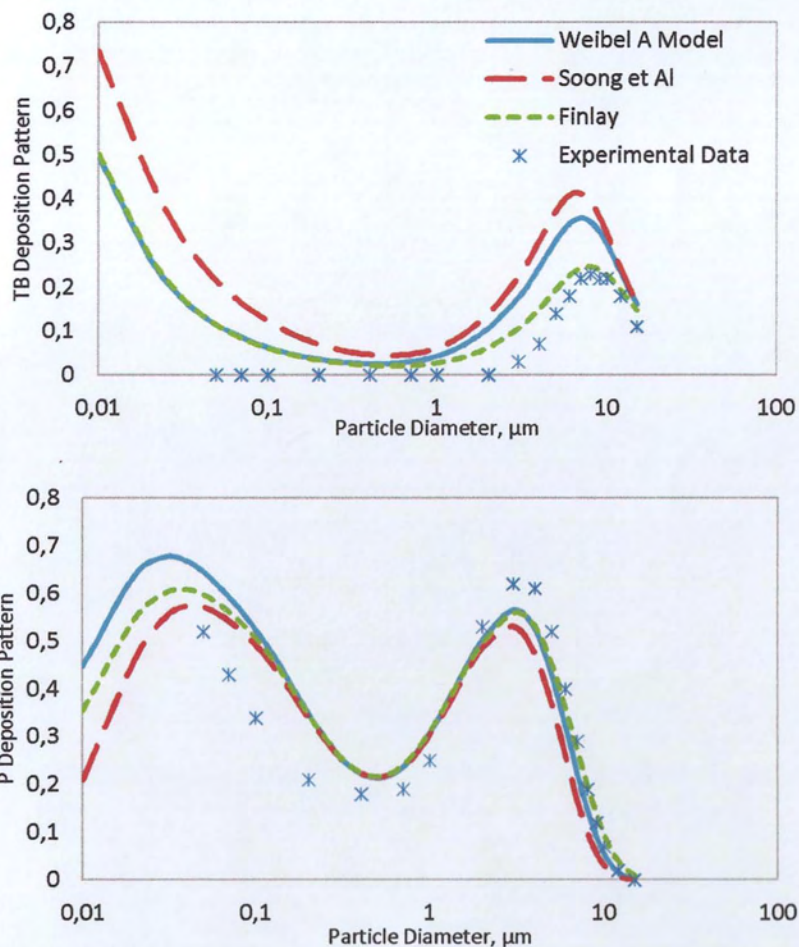 0,8
0,7
0,6
0,5
0,4
0,3
0,2
0,1
0
TB Deposition Pattern
Weibel A Model
Soong et Al
Finlay
Experimental Data
0,01 0,1 1 10 100
Particle Diameter, µm
0,8
0,7
0,6
0,5
0,4
0,3
0,2
0,1
0
P Deposition Pattern
0,01 0,1 1 10 100
Particle Diameter, µm